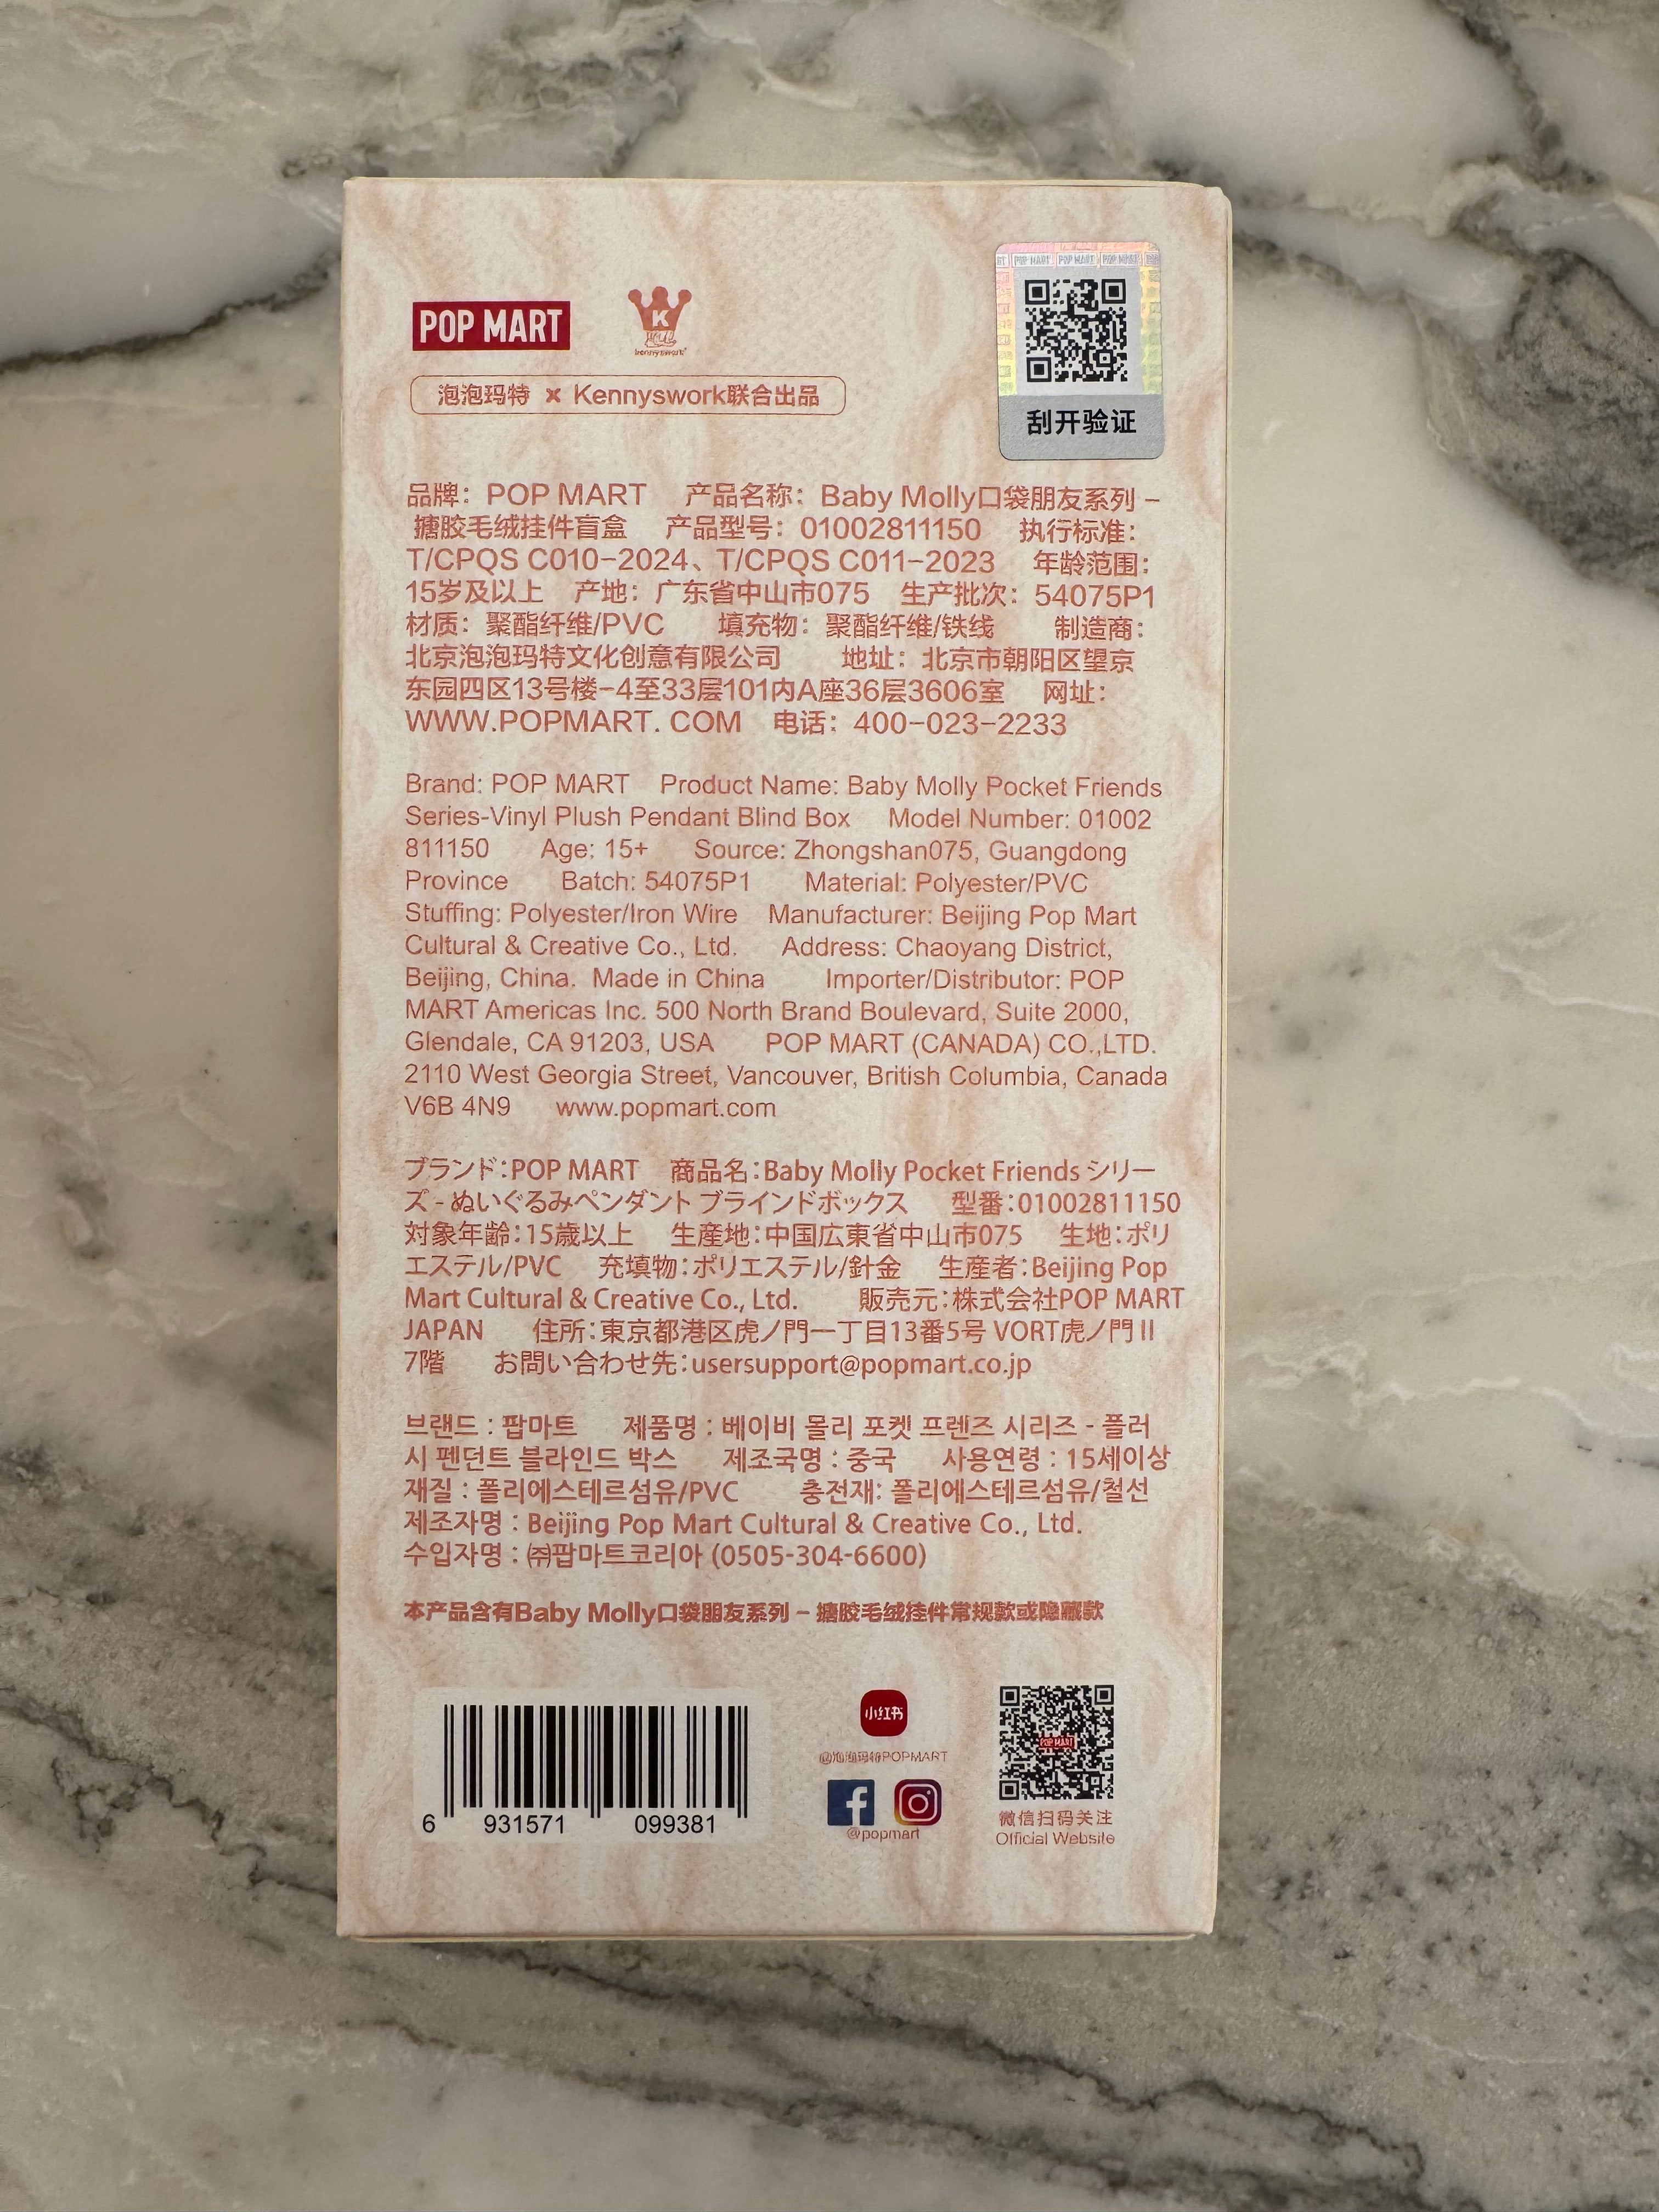 POP MART
K
kennyswork
泡泡玛特 × Kennyswork联合出品
POP MART POP MART POP MART
刮开验证
品牌：POP MART 产品名称：Baby Molly口袋朋友系列 –
搪胶毛绒挂件盲盒 产品型号：01002811150 执行标准：
T/CPQS C010-2024、T/CPQS C011-2023 年龄范围：
15岁及以上 产地：广东省中山市075 生产批次：54075P1
材质：聚酯纤维/PVC 填充物：聚酯纤维/铁线 制造商：
北京泡泡玛特文化创意有限公司 地址：北京市朝阳区望京
东园四区13号楼-4至33层101内A座36层3606室 网址：
WWW.POPMART. COM 电话：400-023-2233
Brand: POP MART Product Name: Baby Molly Pocket Friends
Series-Vinyl Plush Pendant Blind Box Model Number: 01002
811150 Age: 15+ Source: Zhongshan075, Guangdong
Province Batch: 54075P1 Material: Polyester/PVC
Stuffing: Polyester/Iron Wire Manufacturer: Beijing Pop Mart
Cultural & Creative Co., Ltd. Address: Chaoyang District,
Beijing, China. Made in China Importer/Distributor: POP
MART Americas Inc. 500 North Brand Boulevard, Suite 2000,
Glendale, CA 91203, USA POP MART (CANADA) CO.,LTD.
2110 West Georgia Street, Vancouver, British Columbia, Canada
V6B 4N9 www.popmart.com
ブランド：POP MART 商品名：Baby Molly Pocket Friends シリー
ズ - ぬいぐるみペンダント ブラインドボックス 型番：01002811150
対象年齢：15歳以上 生産地：中国広東省中山市075 生地：ポリ
エステル/PVC 充填物：ポリエステル/針金 生産者：Beijing Pop
Mart Cultural & Creative Co., Ltd. 販売元：株式会社POP MART
JAPAN 住所：東京都港区虎ノ門一丁目13番5号 VORT虎ノ門Ⅱ
7階 お問い合わせ先：usersupport@popmart.co.jp
브랜드 : 팝마트 제품명 : 베이비 몰리 포켓 프렌즈 시리즈 - 플러
시 펜던트 블라인드 박스 제조국명 : 중국 사용연령 : 15세이상
재질 : 폴리에스테르섬유/PVC 충전재: 폴리에스테르섬유/철선
제조자명 : Beijing Pop Mart Cultural & Creative Co., Ltd.
수입자명 : ㈜팝마트코리아 (0505-304-6600)
本产品含有Baby Molly口袋朋友系列 – 搪胶毛绒挂件常规款或隐藏款
小红书
@泡泡玛特POPMART
@popmart
POP MART
微信扫码关注
Official Website
6 931571 099381